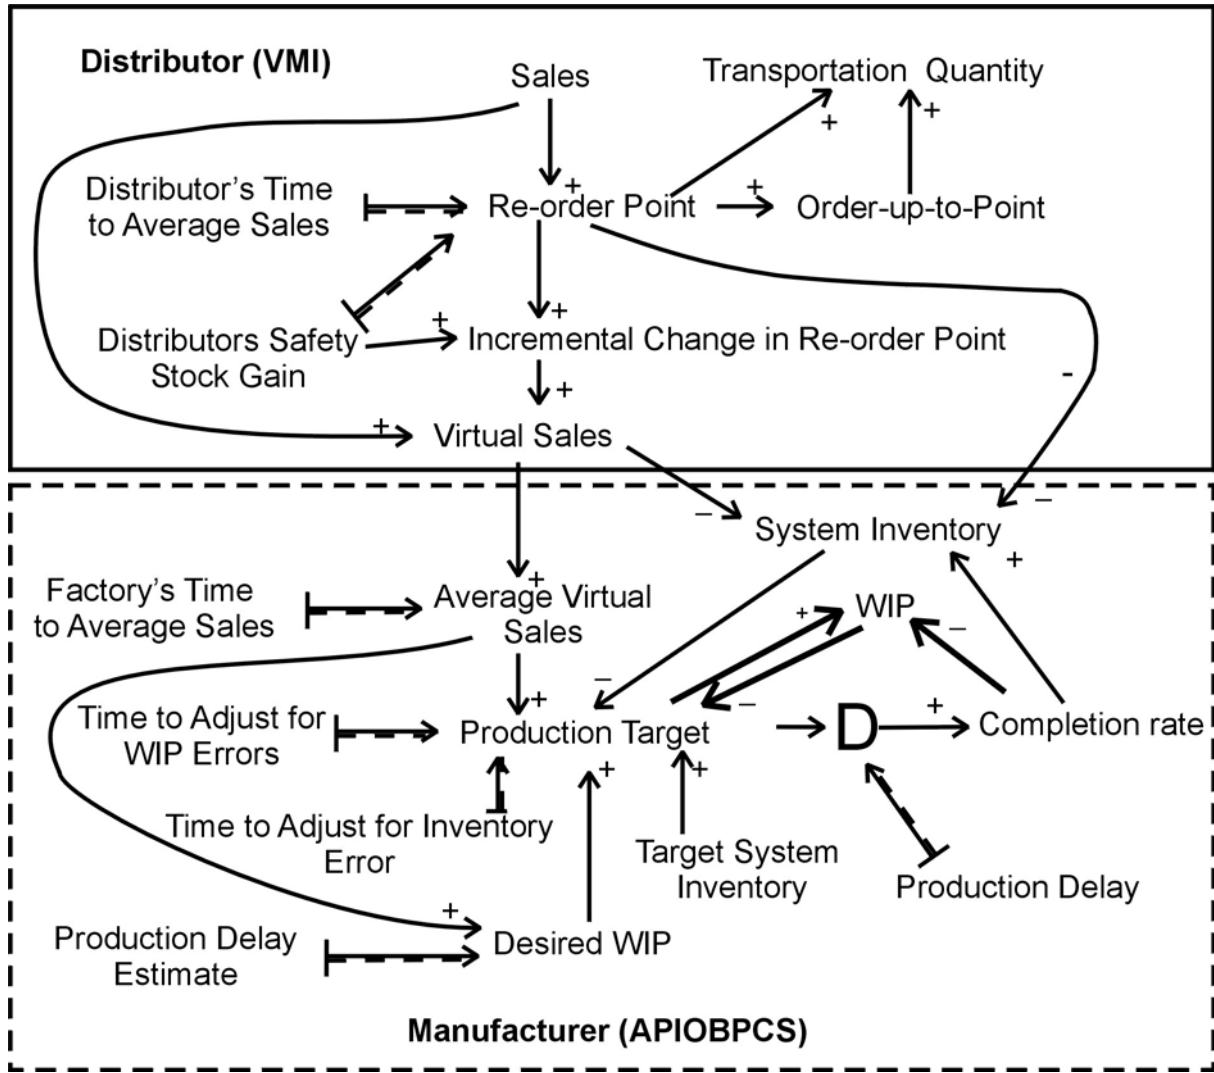 Distributor (VMI)
Sales
Transportation Quantity
+
+
Distributor's Time
to Average Sales
+
Re-order Point
+
Order-up-to-Point
Distributors Safety
Stock Gain
+
+
Incremental Change in Re-order Point
-
+
+
Virtual Sales
–
–
System Inventory
+
Factory's Time
to Average Sales
+
Average Virtual
Sales
+
WIP
–
–
+
–
Time to Adjust for
WIP Errors
Production Target
D
+
Completion rate
+
+
Time to Adjust for Inventory
Error
Target System
Inventory
Production Delay
Production Delay
Estimate
+
Desired WIP
Manufacturer (APIOBPCS)